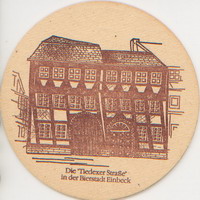 Die "Tiedexer Straße"
in der Bierstadt Einbeck